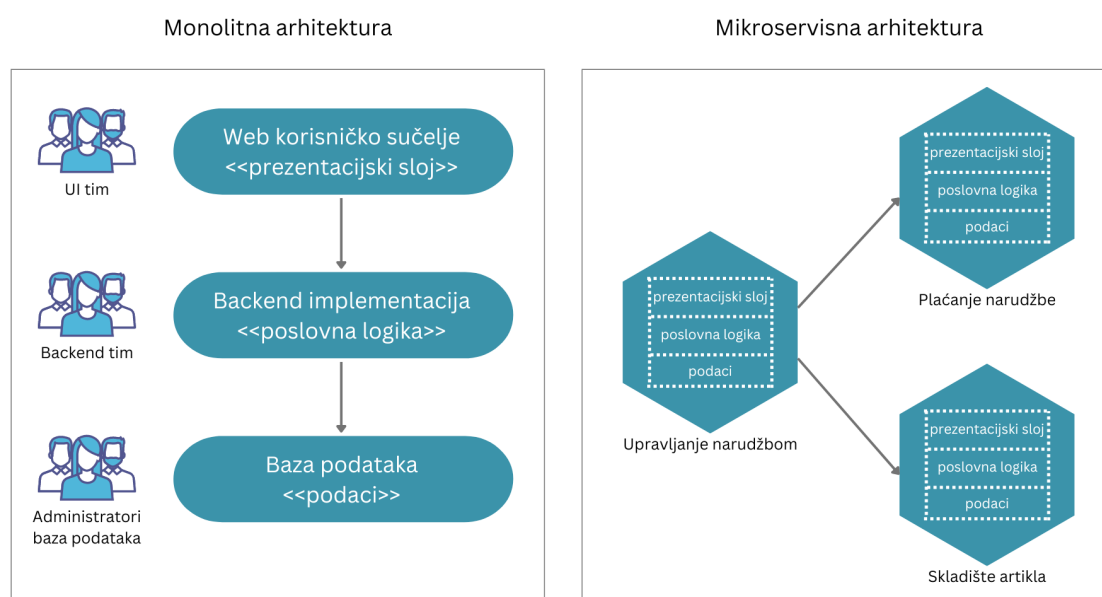 Monolitna arhitektura
Mikroservisna arhitektura
UI tim
Web korisničko sučelje
<<prezentacijski sloj>>
Backend tim
Backend implementacija
<<poslovna logika>>
Administratori
baza podataka
Baza podataka
<<podaci>>
prezentacijski sloj
poslovna logika
podaci
Upravljanje narudžbom
prezentacijski sloj
poslovna logika
podaci
Plaćanje narudžbe
prezentacijski sloj
poslovna logika
podaci
Skladište artikla